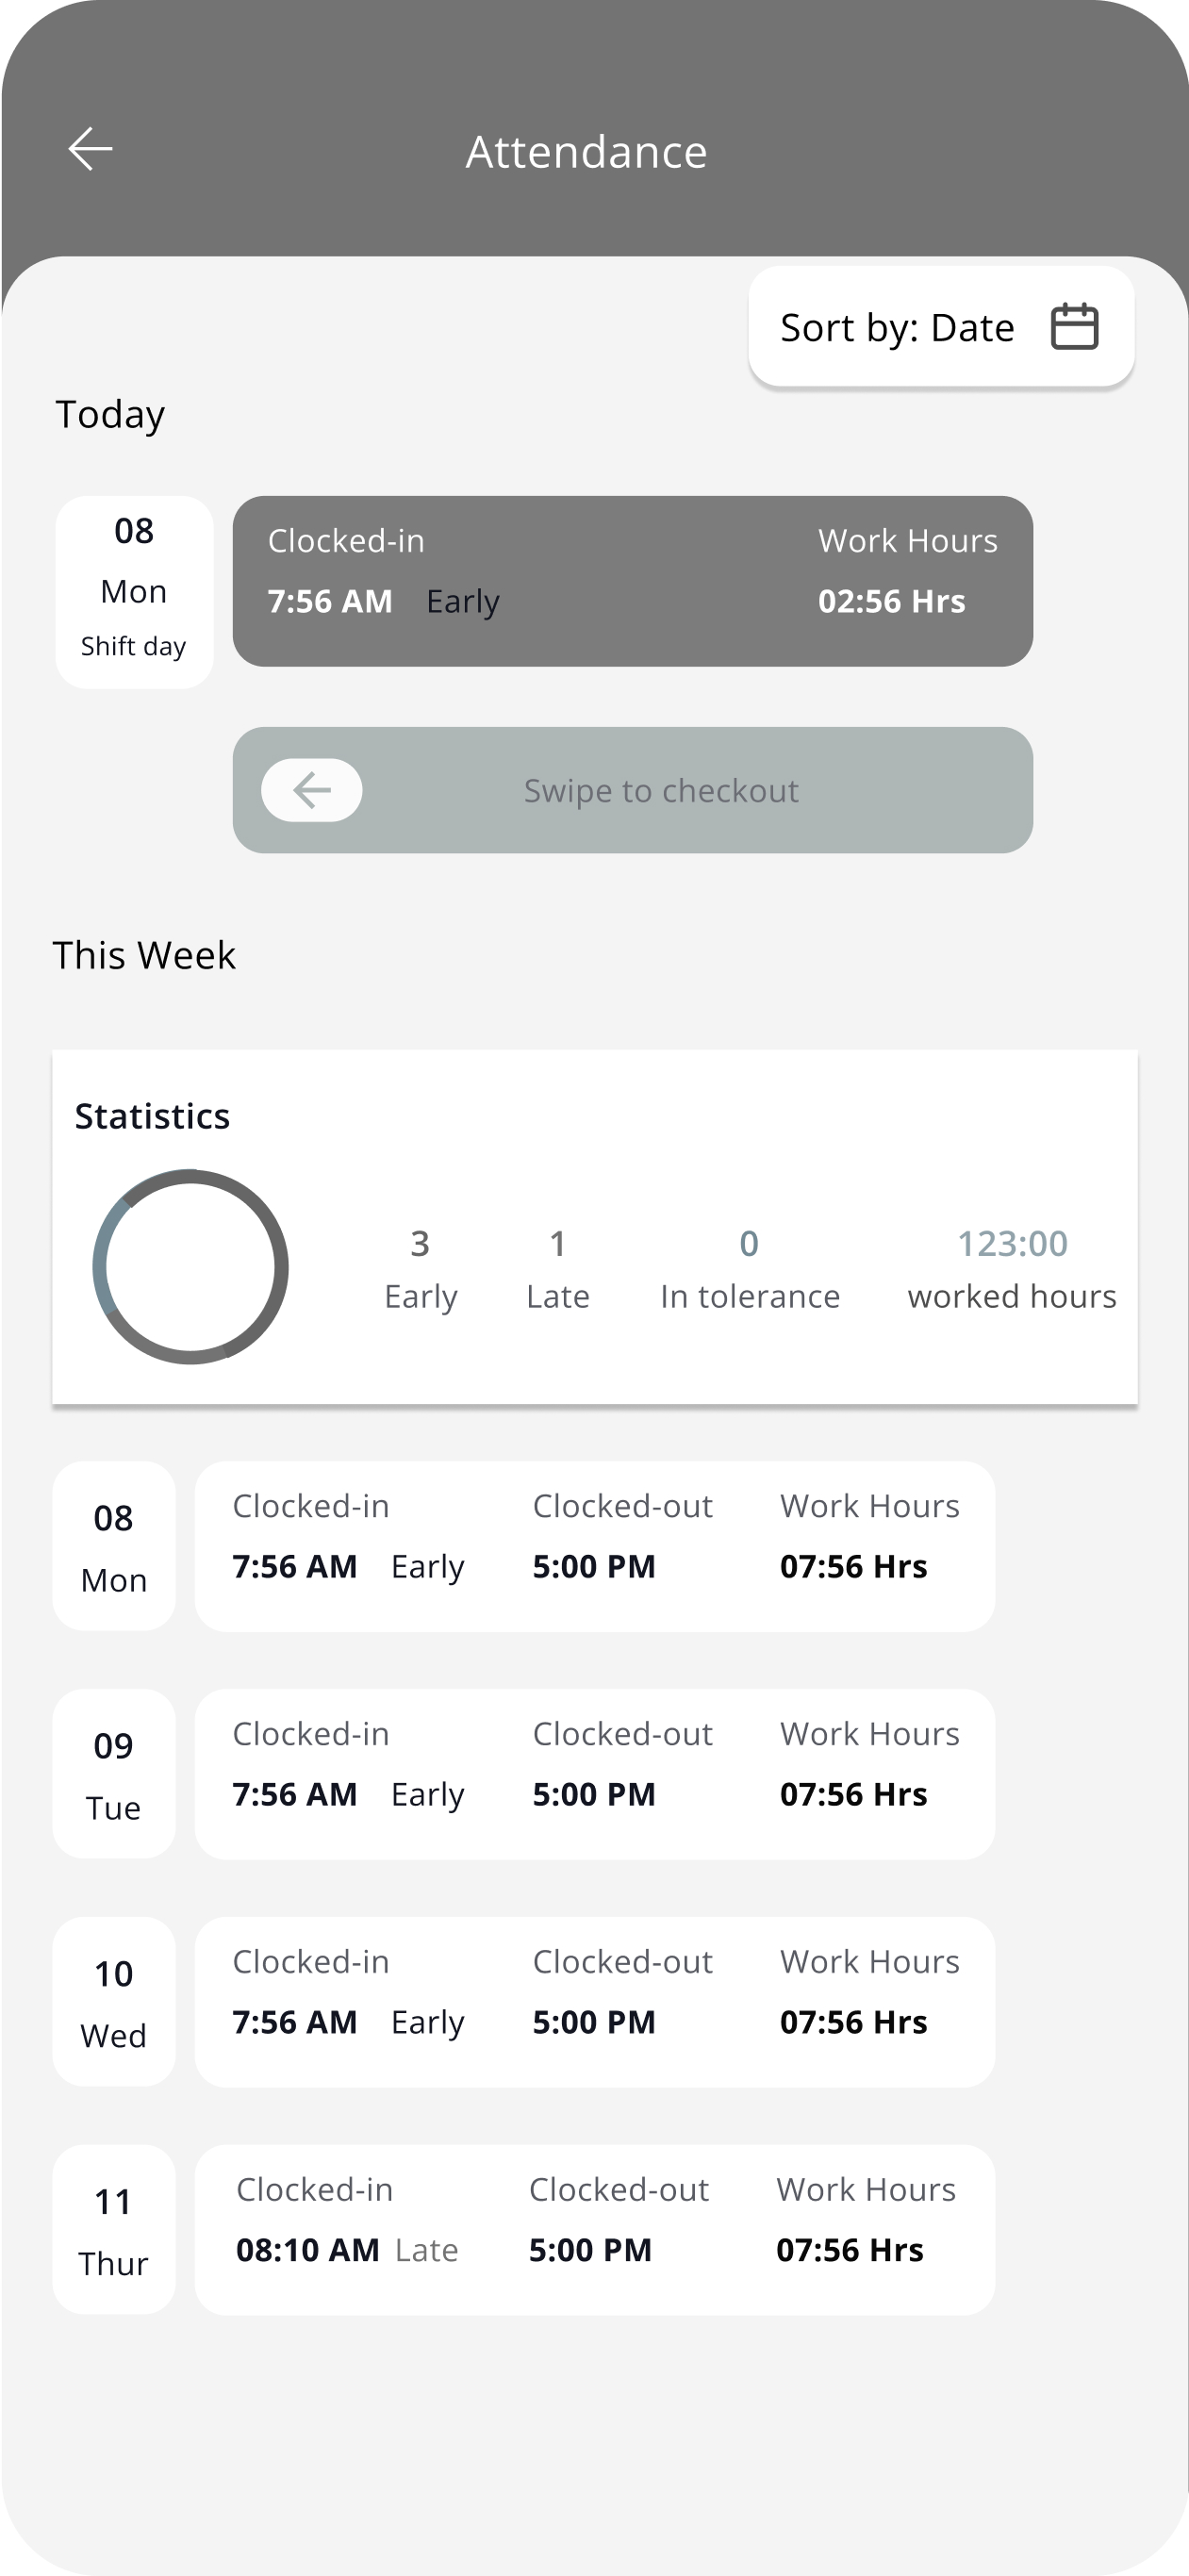 Attendance
Sort by: Date
Today
08
Mon
Shift day
Clocked-in Work Hours
7:56 AM Early 02:56 Hrs
Swipe to checkout
This Week
Statistics
3 1 0 123:00
Early Late In tolerance worked hours
08
Mon
Clocked-in Clocked-out Work Hours
7:56 AM Early 5:00 PM 07:56 Hrs
09
Tue
Clocked-in Clocked-out Work Hours
7:56 AM Early 5:00 PM 07:56 Hrs
10
Wed
Clocked-in Clocked-out Work Hours
7:56 AM Early 5:00 PM 07:56 Hrs
11
Thur
Clocked-in Clocked-out Work Hours
08:10 AM Late 5:00 PM 07:56 Hrs